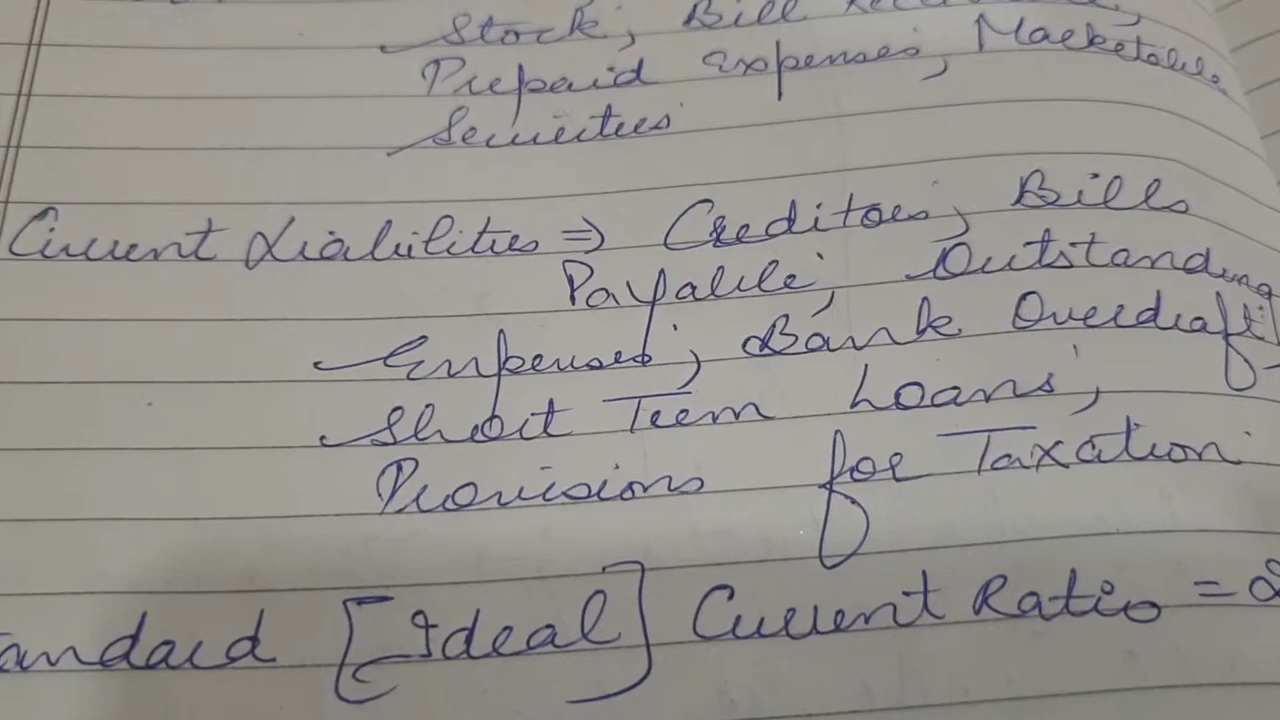 Stock, Bill
Prepaid expenses, Marketable
Securities
Current Liabilities ⇒ Creditors, Bills
Payable, Outstanding
Expenses, Bank Overdraft
Short Term Loans,
Provisions for Taxation
andard [Ideal] Current Ratio = 2